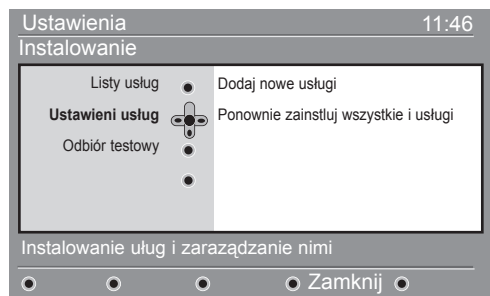 Ustawienia 11:46
Instalowanie
Listy usług Dodaj nowe usługi
Ustawieni usług Ponownie zainstluj wszystkie i usługi
Odbiór testowy
Instalowanie uług i zaraządzanie nimi
Zamknij